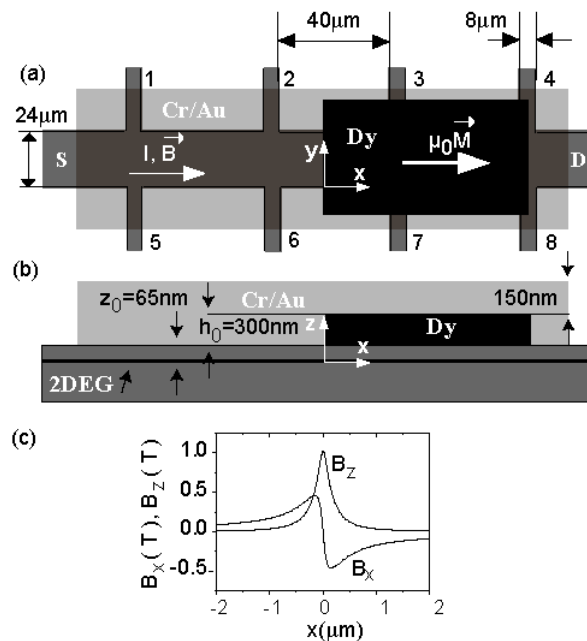 40μm
8μm
(a)
1
2
3
4
Cr/Au
24μm
S
I, B
y
x
Dy
μ₀M
D
5
6
7
8
(b)
z₀=65nm
h₀=300nm
Cr/Au
z
x
Dy
150nm
2DEG
(c)
Bx(T), Bz(T)
1.0
0.5
0.0
-0.5
Bz
Bx
-2
-1
0
1
2
x(μm)